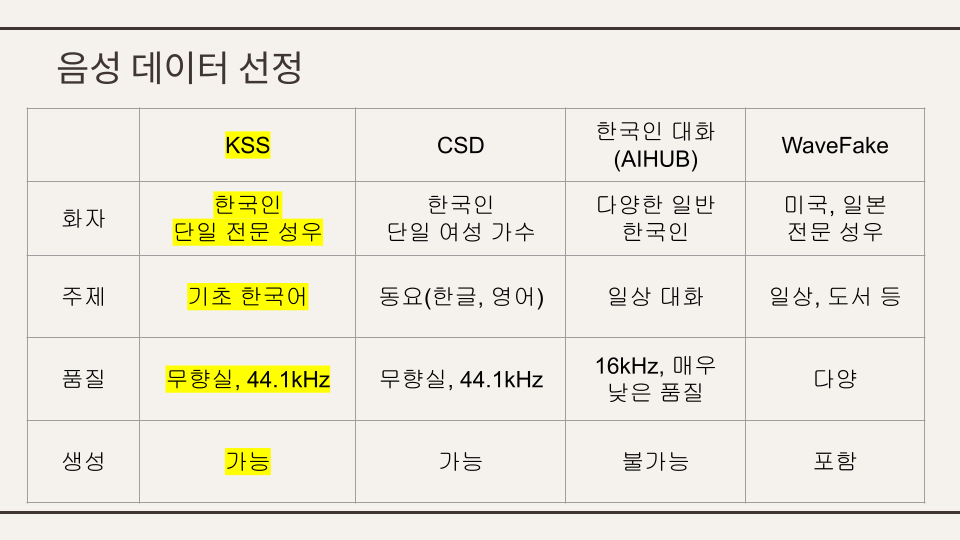 음성 데이터 선정
KSS
CSD
한국인 대화
(AIHUB)
WaveFake
화자
한국인
단일 전문 성우
한국인
단일 여성 가수
다양한 일반
한국인
미국, 일본
전문 성우
주제
기초 한국어
동요(한글, 영어)
일상 대화
일상, 도서 등
품질
무향실, 44.1kHz
무향실, 44.1kHz
16kHz, 매우
낮은 품질
다양
생성
가능
가능
불가능
포함